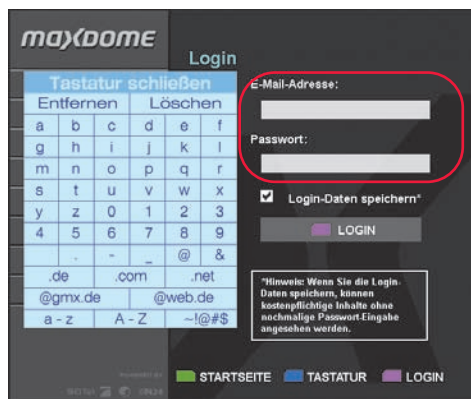 maxdome
Login
Tastatur schließen
Entfernen Löschen
a b c d e f
g h i j k l
m n o p q r
s t u v w x
y z 0 1 2 3
4 5 6 7 8 9
. - _ @ &
.de .com .net
@gmx.de @web.de
a - z A - Z ~!@#$
E-Mail-Adresse:
Passwort:
Login-Daten speichern*
LOGIN
*Hinweis: Wenn Sie die Login-
Daten speichern, können
kostenpflichtige Inhalte ohne
nochmalige Passwort-Eingabe
angesehen werden.
POWERED BY
STARTSEITE TASTATUR LOGIN